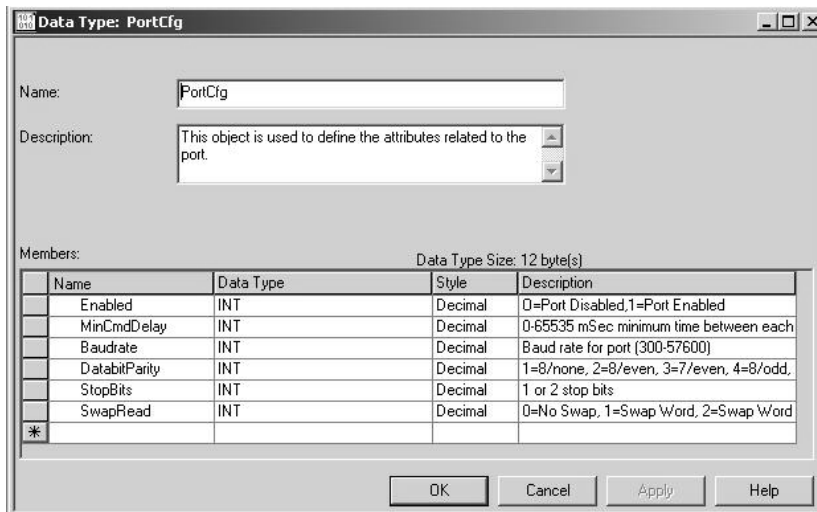 Data Type: PortCfg
Name: PortCfg
Description: This object is used to define the attributes related to the
port.
Members: Data Type Size: 12 byte(s)
Name Data Type Style Description
Enabled INT Decimal 0=Port Disabled,1=Port Enabled
MinCmdDelay INT Decimal 0-65535 mSec minimum time between each
Baudrate INT Decimal Baud rate for port (300-57600)
DatabitParity INT Decimal 1=8/none, 2=8/even, 3=7/even, 4=8/odd,
StopBits INT Decimal 1 or 2 stop bits
SwapRead INT Decimal 0=No Swap, 1=Swap Word, 2=Swap Word
OK Cancel Apply Help